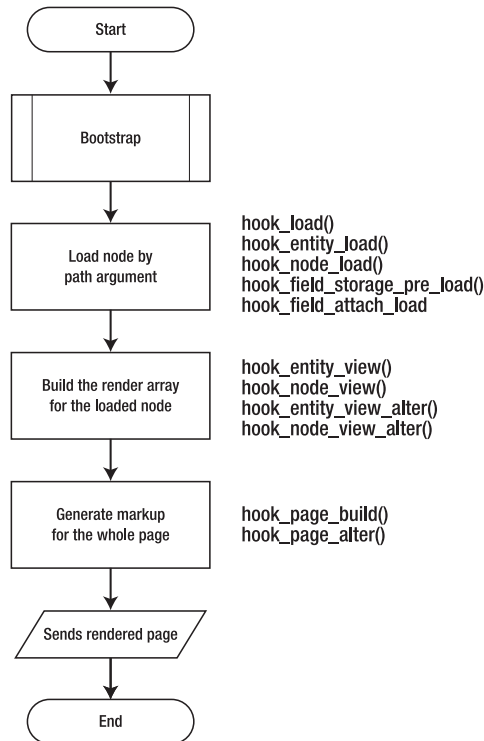 Start
Bootstrap
Load node by
path argument
hook_load()
hook_entity_load()
hook_node_load()
hook_field_storage_pre_load()
hook_field_attach_load
Build the render array
for the loaded node
hook_entity_view()
hook_node_view()
hook_entity_view_alter()
hook_node_view_alter()
Generate markup
for the whole page
hook_page_build()
hook_page_alter()
Sends rendered page
End